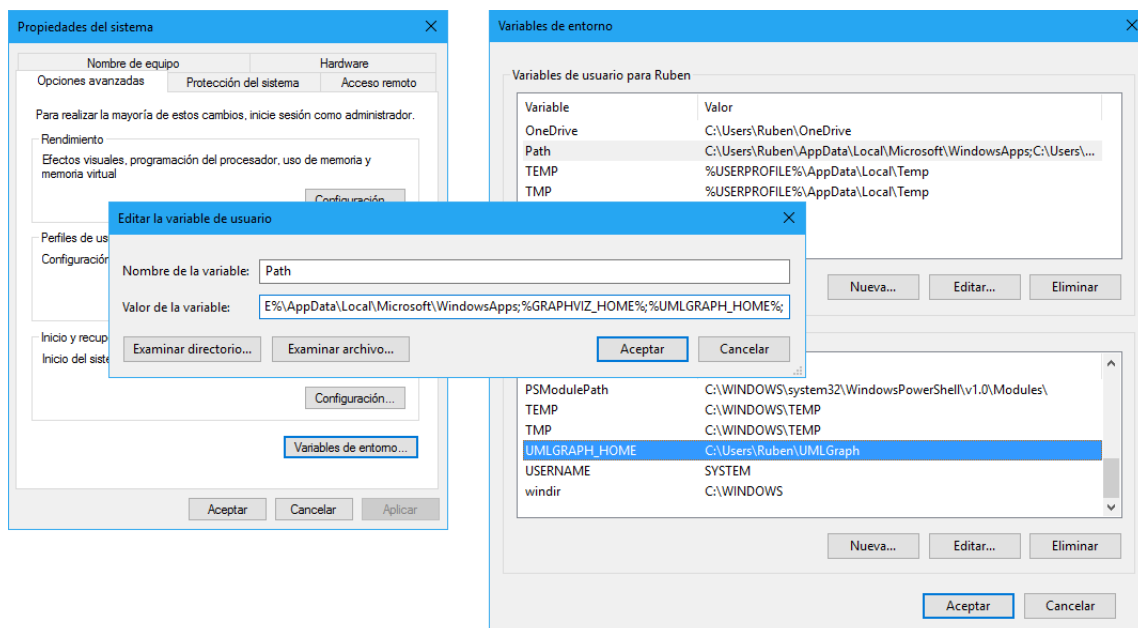 Propiedades del sistema
Nombre de equipo
Hardware
Opciones avanzadas
Protección del sistema
Acceso remoto
Para realizar la mayoría de estos cambios, inicie sesión como administrador.
Rendimiento
Efectos visuales, programación del procesador, uso de memoria y
memoria virtual
Configuración...
Perfiles de us
Configuración
Inicio y recup
Inicio del siste
Configuración...
Variables de entorno...
Aceptar
Cancelar
Aplicar
Editar la variable de usuario
Nombre de la variable:
Path
Valor de la variable:
E%\AppData\Local\Microsoft\WindowsApps;%GRAPHVIZ_HOME%;%UMLGRAPH_HOME%;
Examinar directorio...
Examinar archivo...
Aceptar
Cancelar
Variables de entorno
Variables de usuario para Ruben
Variable
Valor
OneDrive
C:\Users\Ruben\OneDrive
Path
C:\Users\Ruben\AppData\Local\Microsoft\WindowsApps;C:\Users\...
TEMP
%USERPROFILE%\AppData\Local\Temp
TMP
%USERPROFILE%\AppData\Local\Temp
Nueva...
Editar...
Eliminar
PSModulePath
C:\WINDOWS\system32\WindowsPowerShell\v1.0\Modules\
TEMP
C:\WINDOWS\TEMP
TMP
C:\WINDOWS\TEMP
UMLGRAPH_HOME
C:\Users\Ruben\UMLGraph
USERNAME
SYSTEM
windir
C:\WINDOWS
Nueva...
Editar...
Eliminar
Aceptar
Cancelar